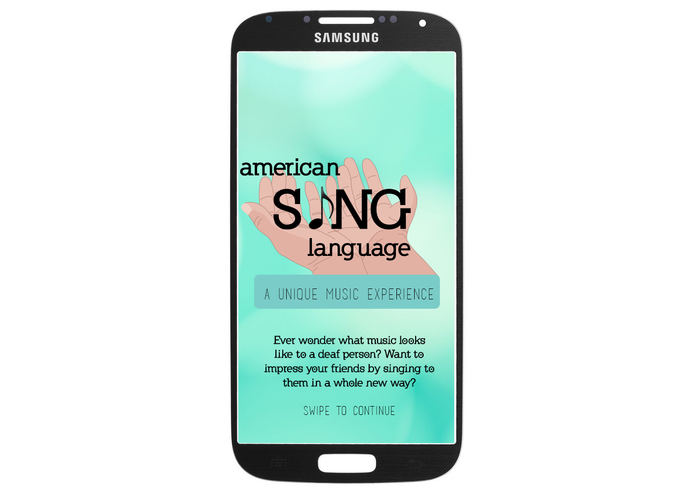 SAMSUNG
american
S♪NG
language
A UNIQUE MUSIC EXPERIENCE
Ever wonder what music looks
like to a deaf person? Want to
impress your friends by singing to
them in a whole new way?
SWIPE TO CONTINUE